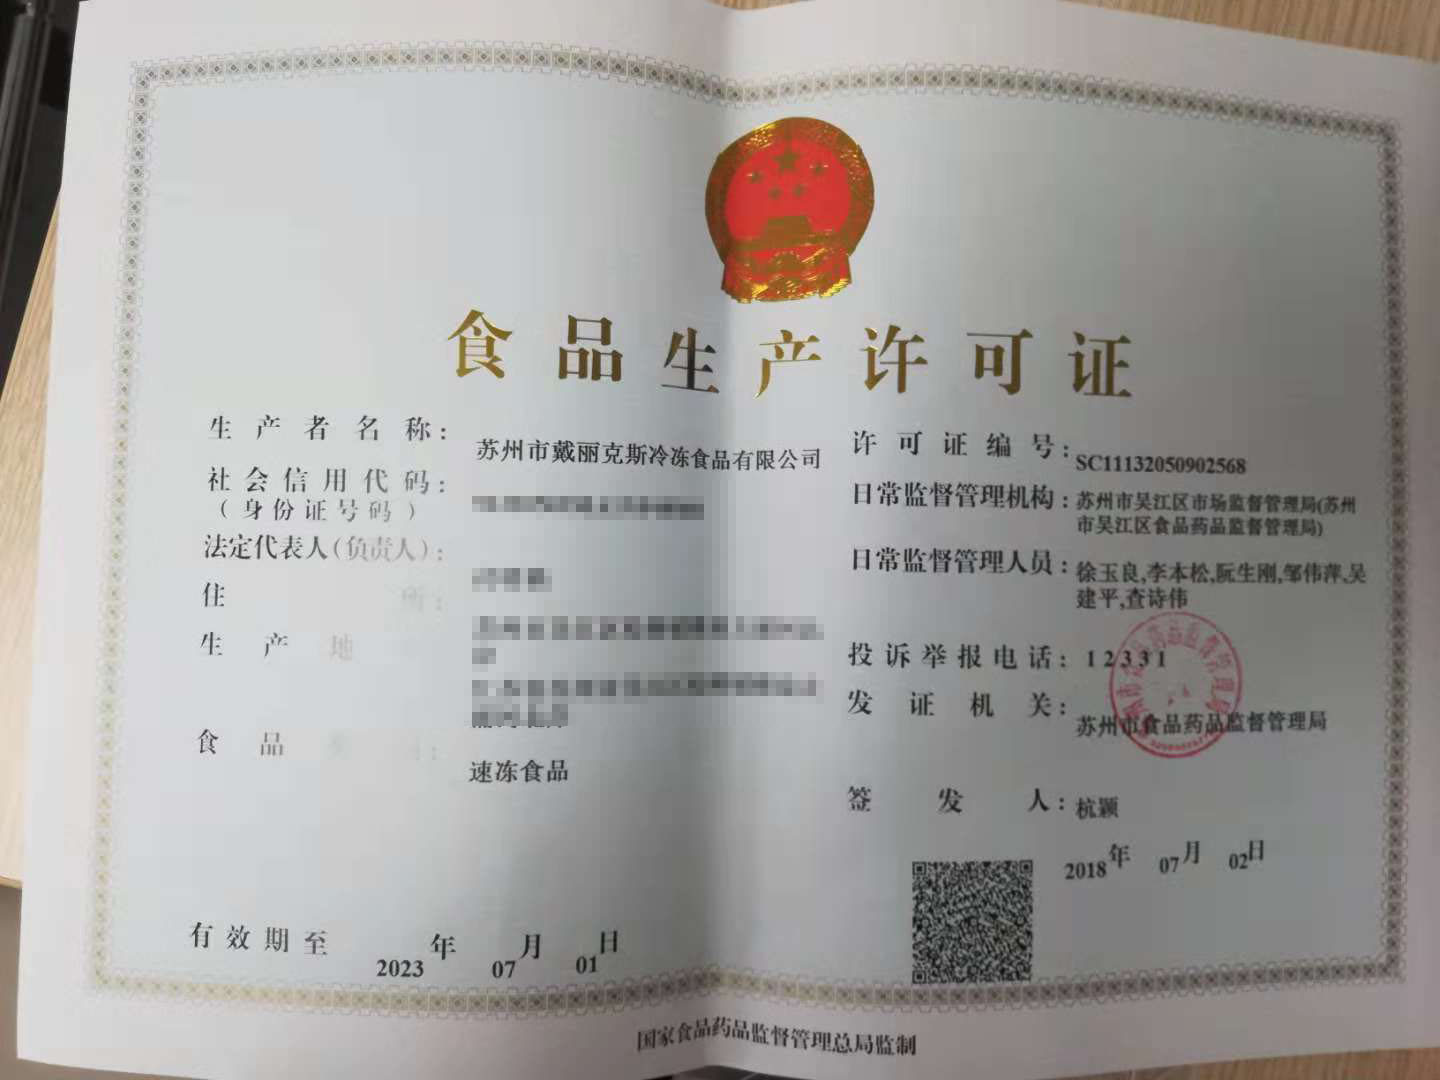 食品生产许可证
生产者名称：
苏州市戴丽克斯冷冻食品有限公司
社会信用代码：
（身份证号码）
法定代表人(负责人)：
住所：
生产地
食品
速冻食品
有效期至 2023年07月01日
许可证编号：
SC11132050902568
日常监督管理机构：
苏州市吴江区市场监督管理局(苏州
市吴江区食品药品监督管理局)
日常监督管理人员：
徐玉良,李本松,阮生刚,邹伟萍,吴
建平,查诗伟
投诉举报电话：12331
发证机关：
苏州市食品药品监督管理局
签发人：杭颖
2018年07月02日
国家食品药品监督管理总局监制